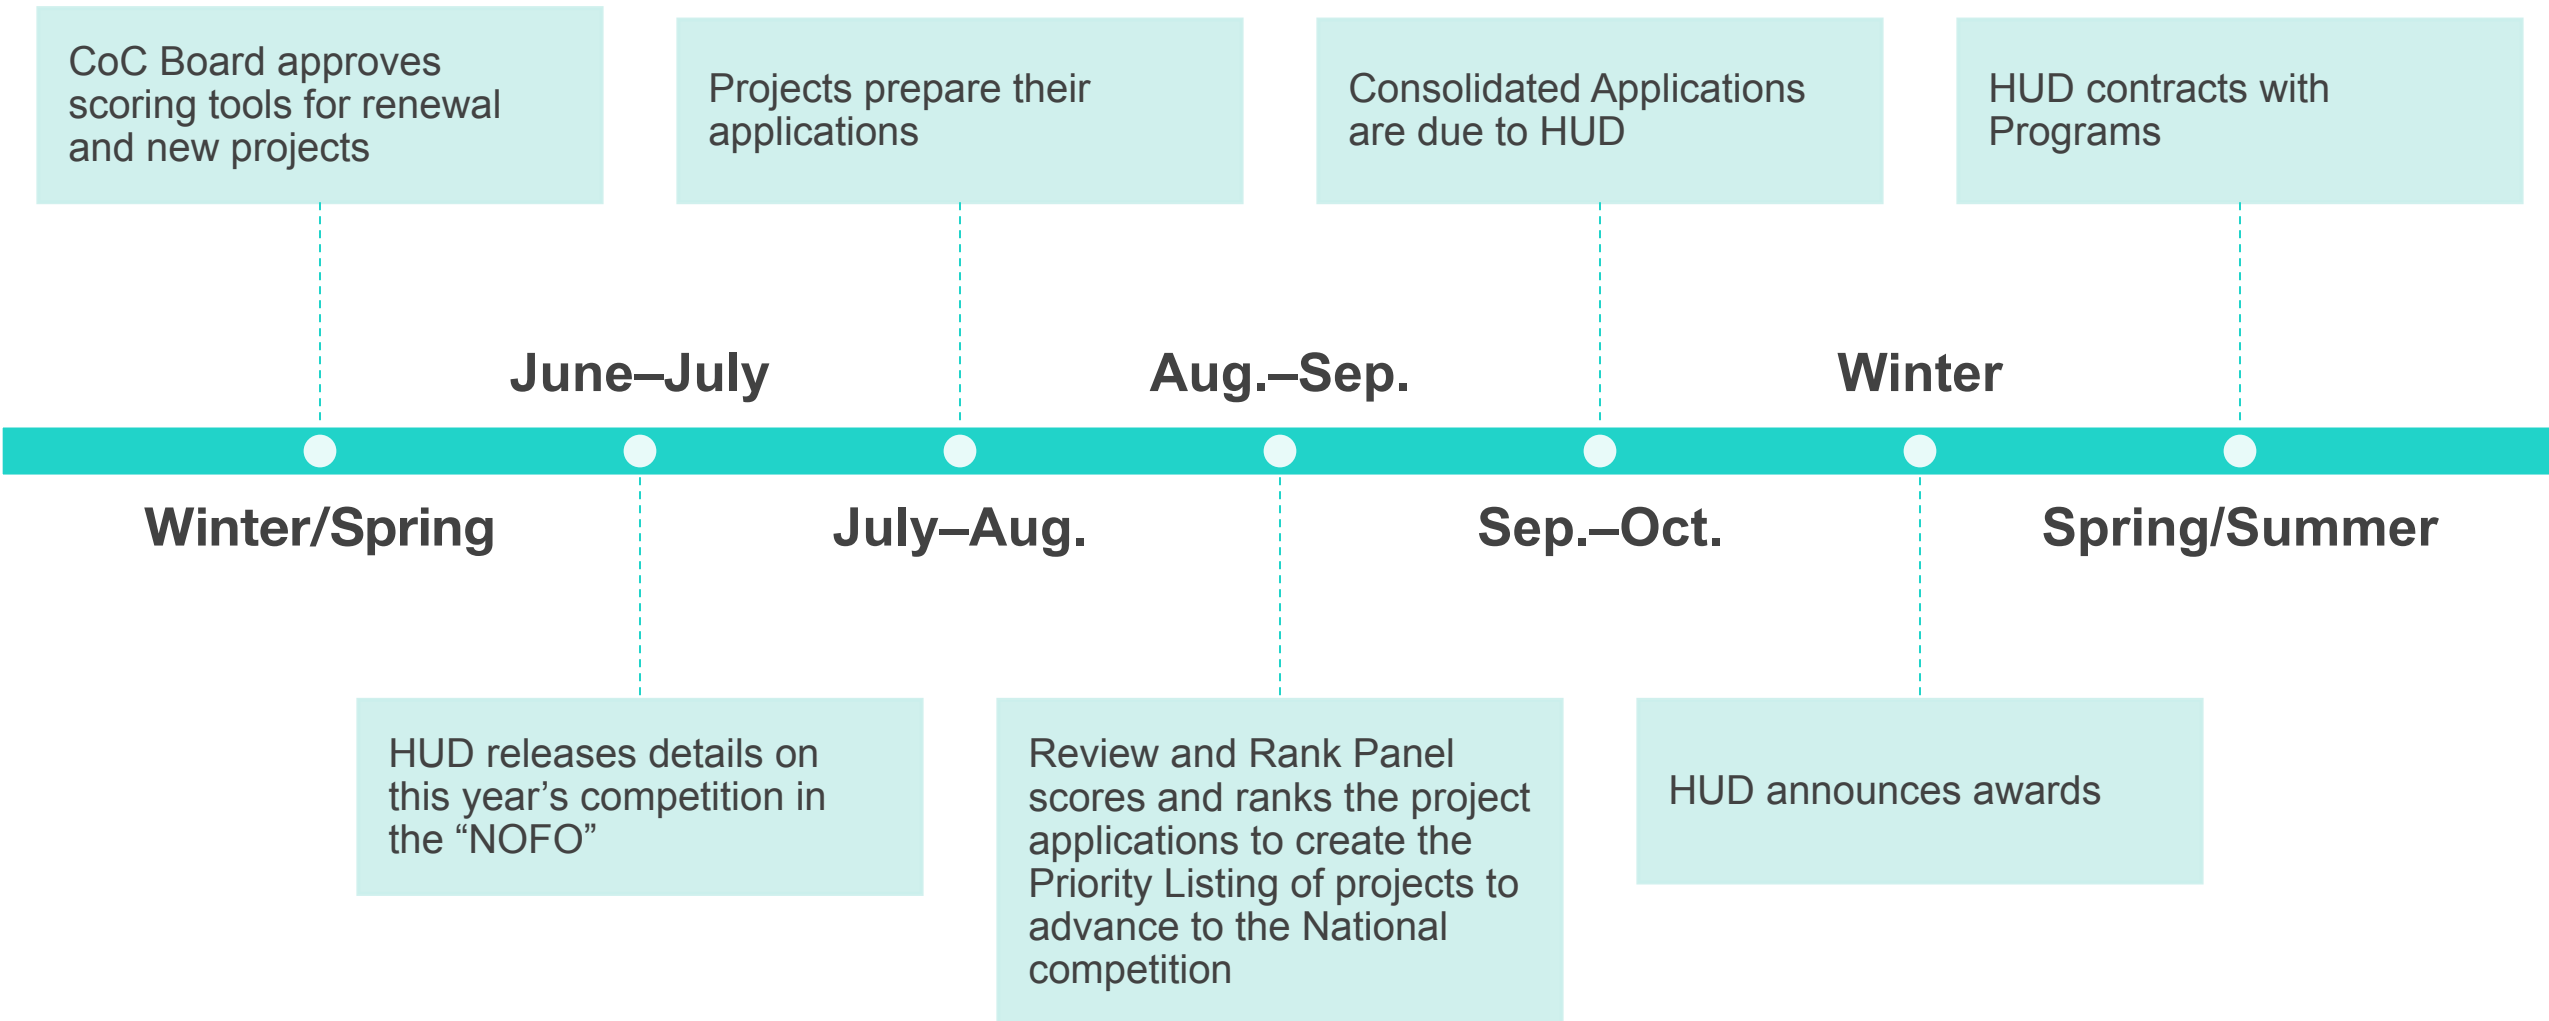 CoC Board approves
scoring tools for renewal
and new projects
Projects prepare their
applications
Consolidated Applications
are due to HUD
HUD contracts with
Programs
June–July
Aug.–Sep.
Winter
Winter/Spring
July–Aug.
Sep.–Oct.
Spring/Summer
HUD releases details on
this year’s competition in
the “NOFO”
Review and Rank Panel
scores and ranks the project
applications to create the
Priority Listing of projects to
advance to the National
competition
HUD announces awards